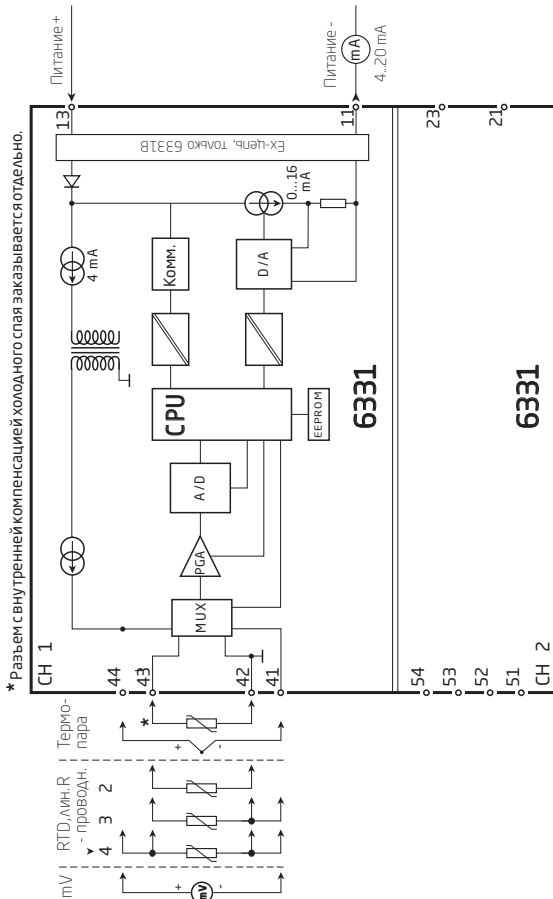 * Разъем с внутренней компенсацией холодного спая заказывается отдельно.
CH 1
mV
RTD, лин.R
- проводн.
4
3
2
Термо-
пара
+
-
mV
+
-
*
44
43
42
41
MUX
PGA
A/D
CPU
EEPROM
4 mA
Комм.
D/A
0...16
mA
Ex-цепь, только 6331B
13
11
Питание +
Питание -
mA
4...20 mA
6331
54
53
52
51
CH 2
23
21
6331